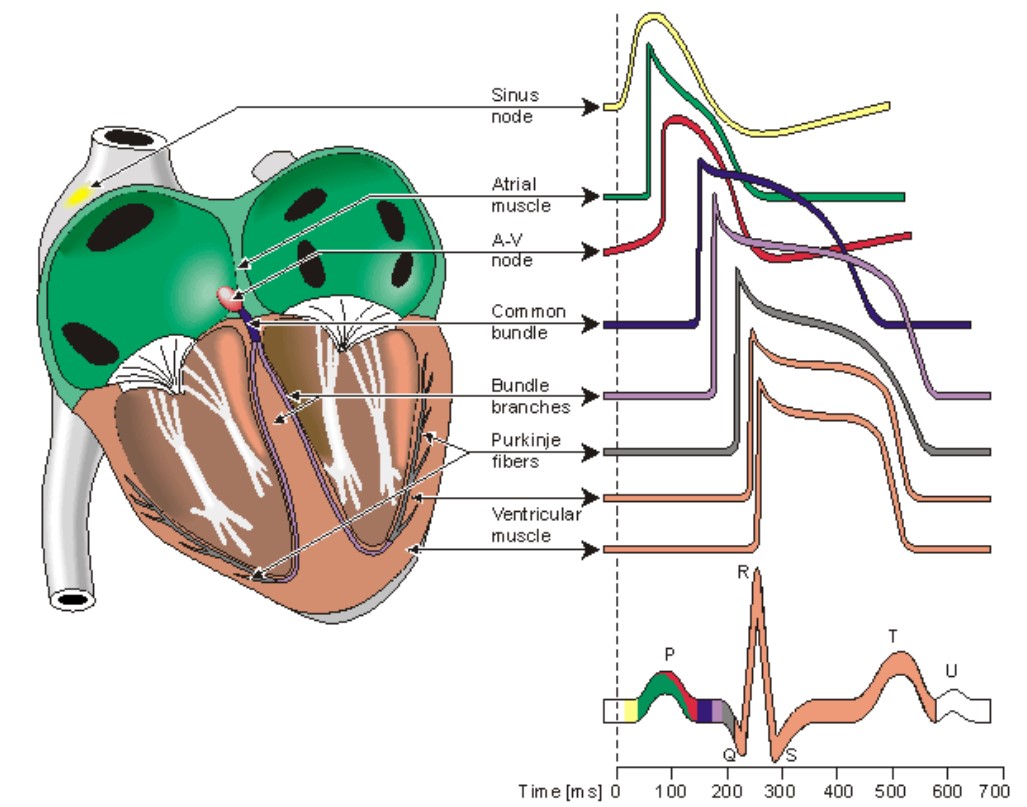 Sinus
node
Atrial
muscle
A-V
node
Common
bundle
Bundle
branches
Purkinje
fibers
Ventricular
muscle
R
P
T
U
Q
S
Time [ms] 0 100 200 300 400 500 600 700